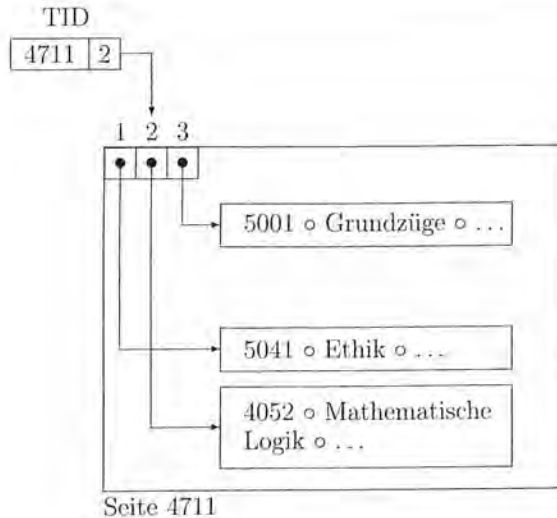 TID
4711 2
1 2 3
5001 ∘ Grundzüge ∘ ...
5041 ∘ Ethik ∘ ...
4052 ∘ Mathematische
Logik ∘ ...
Seite 4711